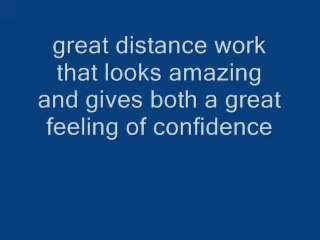 great distance work
that looks amazing
and gives both a great
feeling of confidence